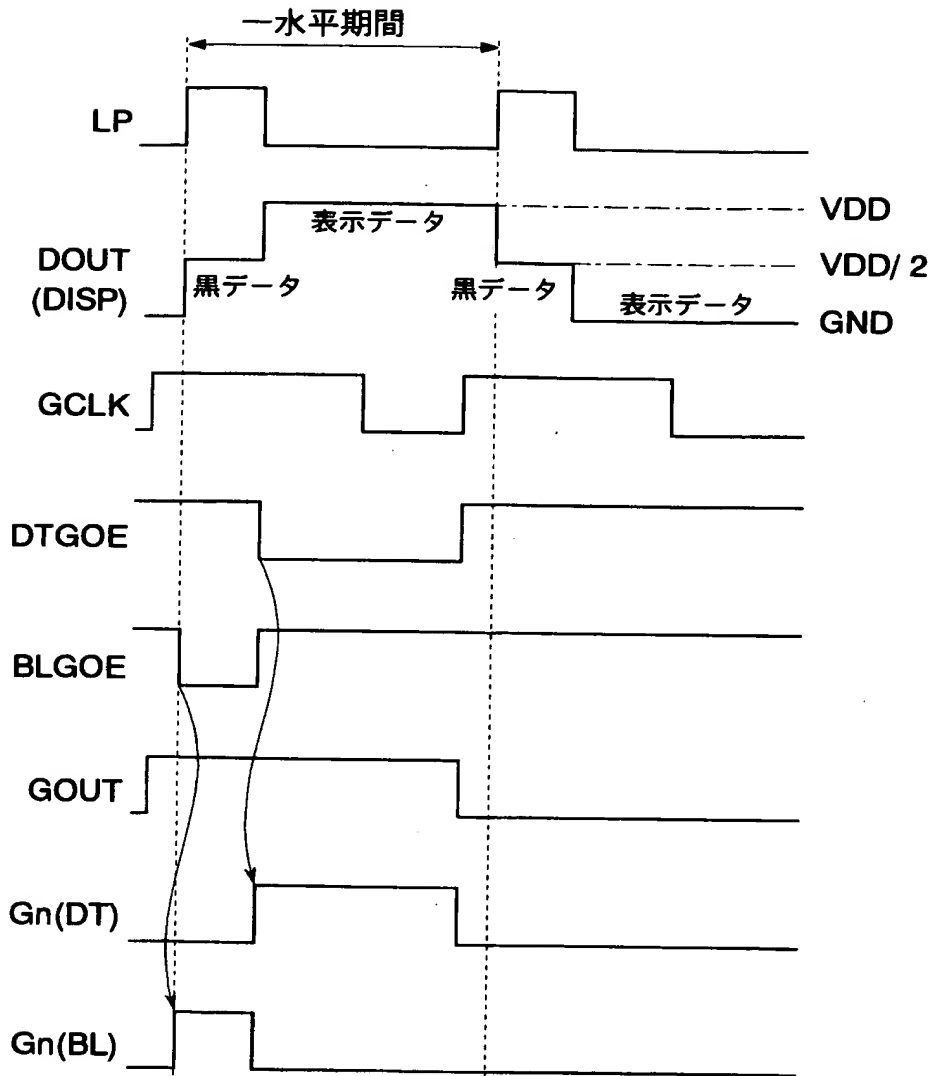 一水平期間
LP
表示データ
VDD
DOUT
(DISP)
黒データ
黒データ
VDD/2
表示データ
GND
GCLK
DTGOE
BLGOE
GOUT
Gn(DT)
Gn(BL)